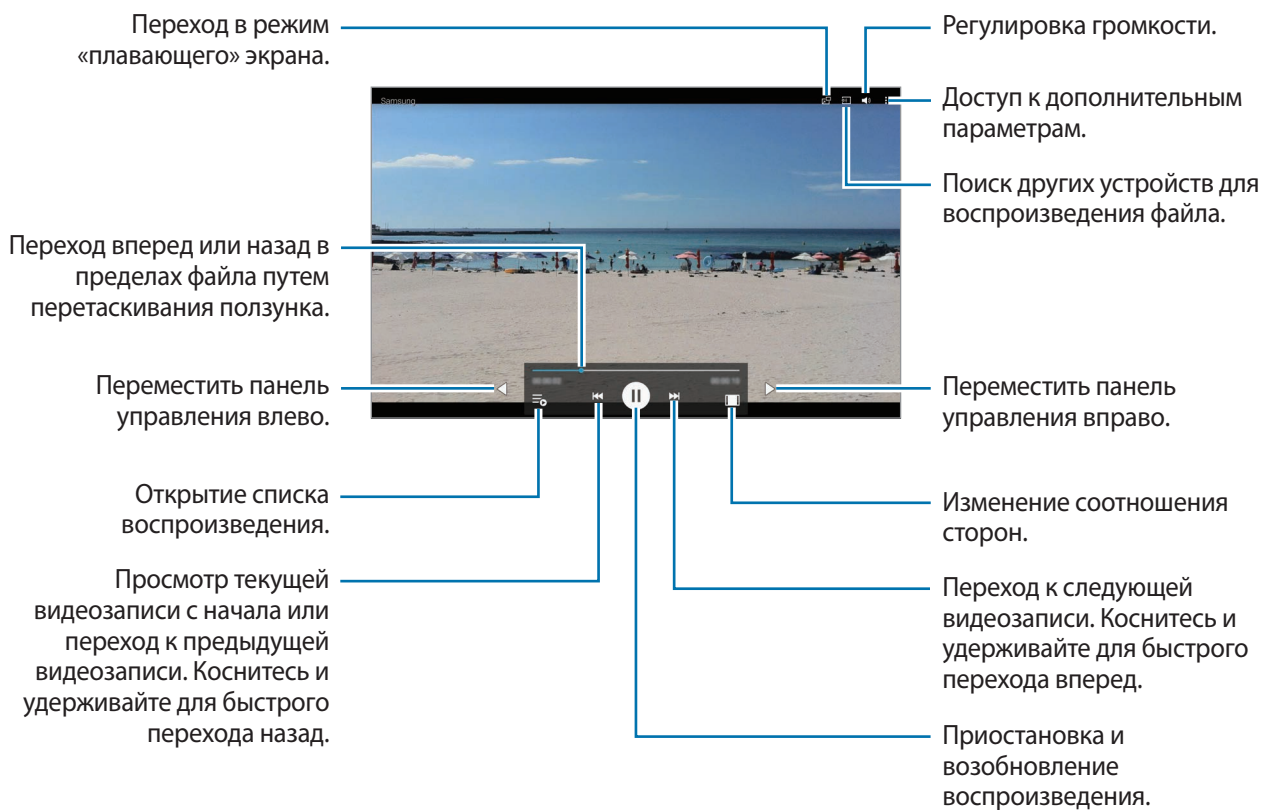 Переход в режим
«плавающего» экрана.
Регулировка громкости.
Samsung
Доступ к дополнительным
параметрам.
Поиск других устройств для
воспроизведения файла.
Переход вперед или назад в
пределах файла путем
перетаскивания ползунка.
Переместить панель
управления влево.
Переместить панель
управления вправо.
Открытие списка
воспроизведения.
Изменение соотношения
сторон.
Просмотр текущей
видеозаписи с начала или
переход к предыдущей
видеозаписи. Коснитесь и
удерживайте для быстрого
перехода назад.
Переход к следующей
видеозаписи. Коснитесь и
удерживайте для быстрого
перехода вперед.
Приостановка и
возобновление
воспроизведения.